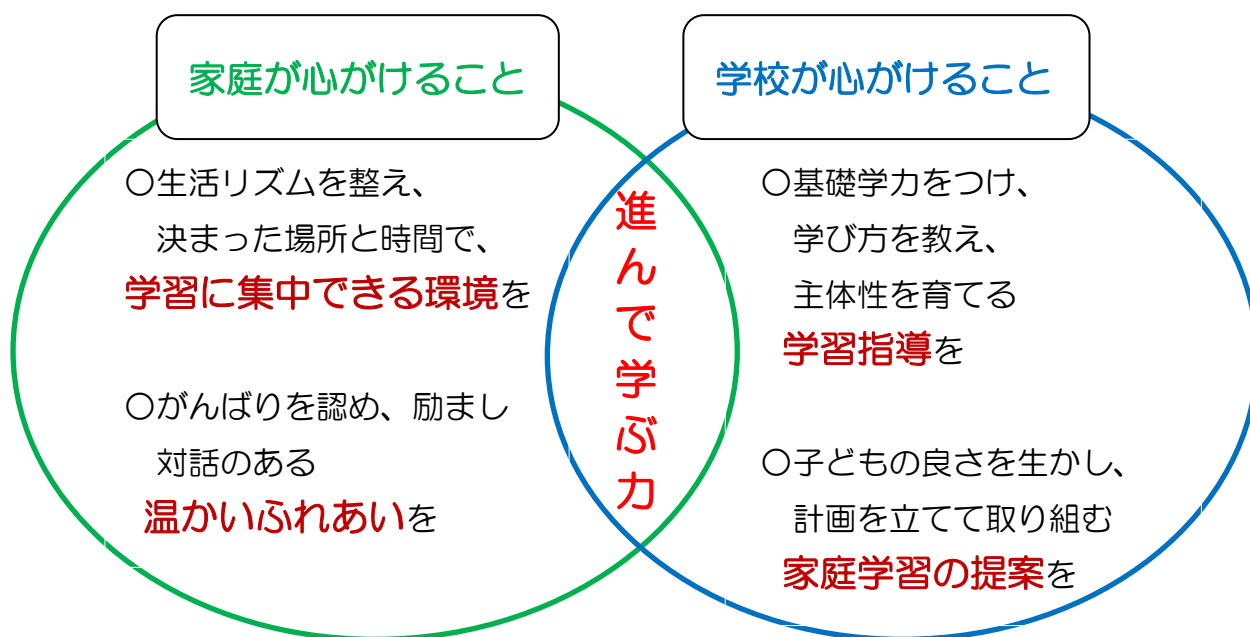 家庭が心がけること
〇生活リズムを整え、
決まった場所と時間で、
学習に集中できる環境を
〇がんばりを認め、励まし
対話のある
温かいふれあいを
進んで学ぶ力
学校が心がけること
〇基礎学力をつけ、
学び方を教え、
主体性を育てる
学習指導を
〇子どもの良さを生かし、
計画を立てて取り組む
家庭学習の提案を